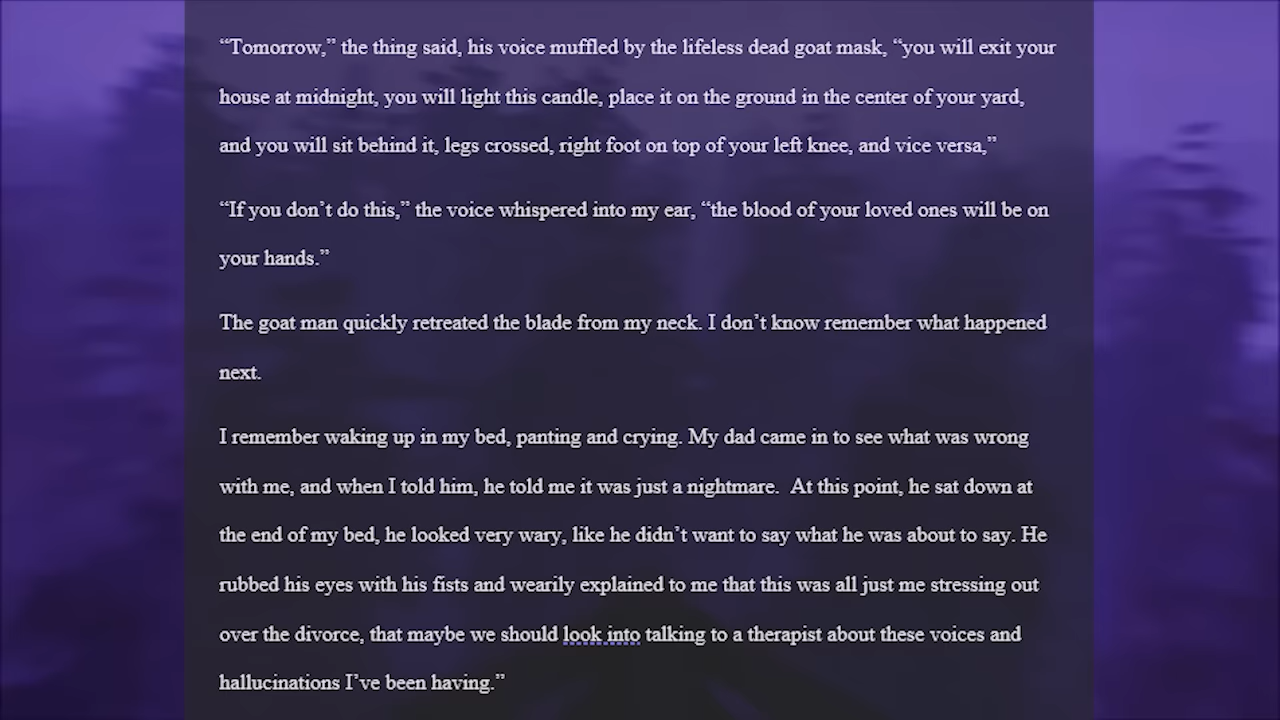 “Tomorrow,” the thing said, his voice muffled by the lifeless dead goat mask, “you will exit your
house at midnight, you will light this candle, place it on the ground in the center of your yard,
and you will sit behind it, legs crossed, right foot on top of your left knee, and vice versa,”
“If you don’t do this,” the voice whispered into my ear, “the blood of your loved ones will be on
your hands.”
The goat man quickly retreated the blade from my neck. I don’t know remember what happened
next.
I remember waking up in my bed, panting and crying. My dad came in to see what was wrong
with me, and when I told him, he told me it was just a nightmare.  At this point, he sat down at
the end of my bed, he looked very wary, like he didn’t want to say what he was about to say. He
rubbed his eyes with his fists and wearily explained to me that this was all just me stressing out
over the divorce, that maybe we should look into talking to a therapist about these voices and
hallucinations I’ve been having.”